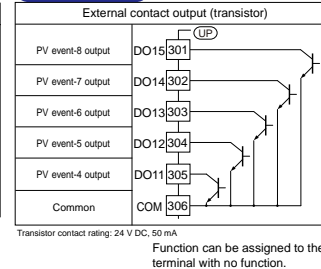 External contact output (transistor)
UP
PV event-8 output DO15 301
PV event-7 output DO14 302
PV event-6 output DO13 303
PV event-5 output DO12 304
PV event-4 output DO11 305
Common COM 306
Transistor contact rating: 24 V DC, 50 mA
Function can be assigned to the
terminal with no function.